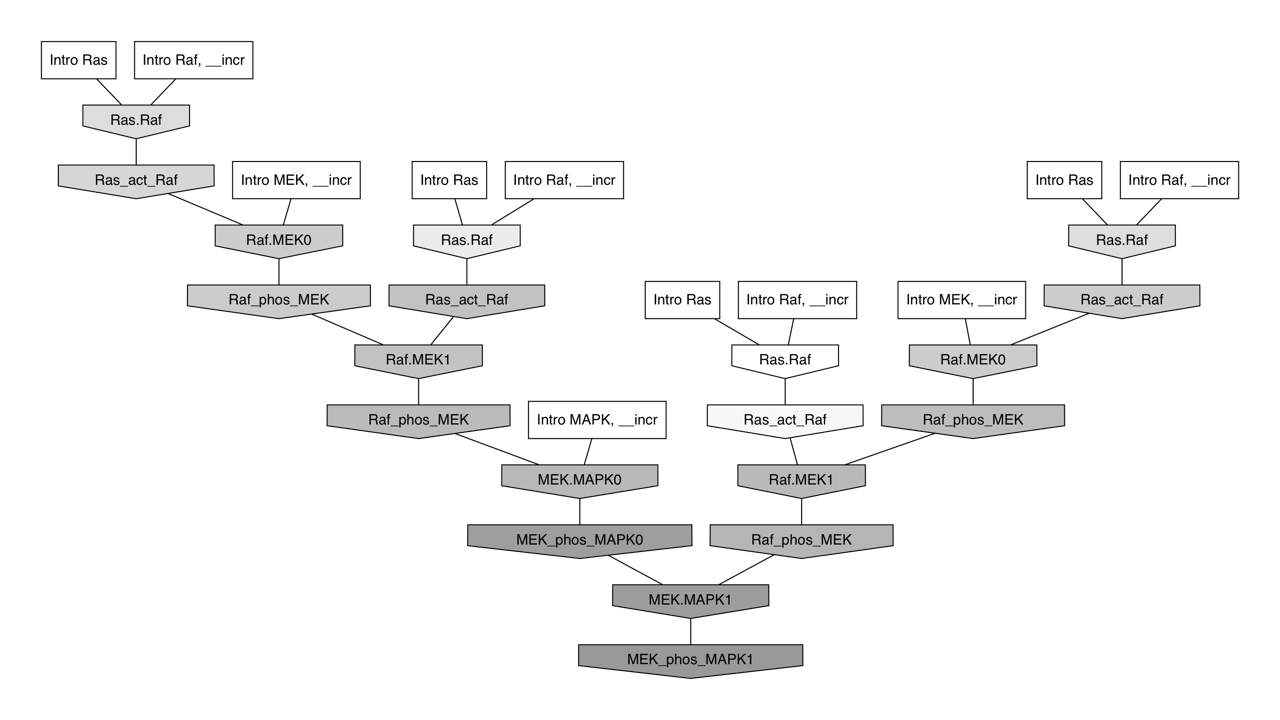 Intro Ras
Intro Raf, __incr
Ras.Raf
Ras_act_Raf
Intro MEK, __incr
Intro Ras
Intro Raf, __incr
Intro Ras
Intro Raf, __incr
Raf.MEK0
Ras.Raf
Ras.Raf
Raf_phos_MEK
Ras_act_Raf
Intro Ras
Intro Raf, __incr
Intro MEK, __incr
Ras_act_Raf
Raf.MEK1
Ras.Raf
Raf.MEK0
Raf_phos_MEK
Intro MAPK, __incr
Ras_act_Raf
Raf_phos_MEK
MEK.MAPK0
Raf.MEK1
MEK_phos_MAPK0
Raf_phos_MEK
MEK.MAPK1
MEK_phos_MAPK1